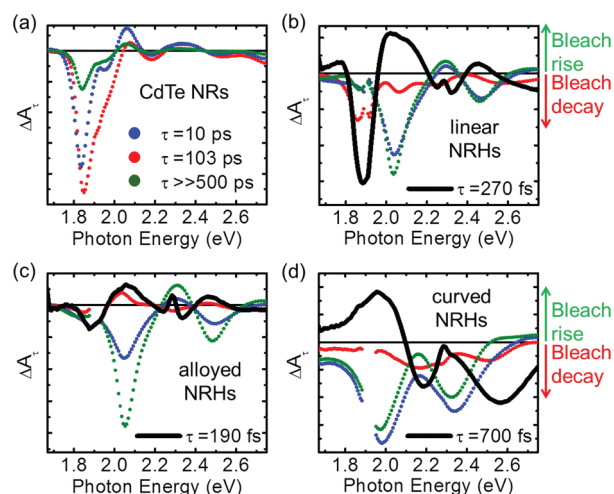 (a)
CdTe NRs
τ =10 ps
τ =103 ps
τ >>500 ps
ΔAτ
1.8 2.0 2.2 2.4 2.6
Photon Energy (eV)
(b)
linear
NRHs
τ = 270 fs
ΔAτ
1.8 2.0 2.2 2.4 2.6
Photon Energy (eV)
Bleach
rise
Bleach
decay
(c)
alloyed
NRHs
τ =190 fs
ΔAτ
1.8 2.0 2.2 2.4 2.6
Photon Energy (eV)
(d)
curved
NRHs
τ =700 fs
ΔAτ
1.8 2.0 2.2 2.4 2.6
Photon Energy (eV)
Bleach
rise
Bleach
decay